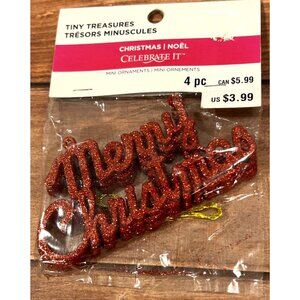 TINY TREASURES
TRÉSORS MINUSCULES
CHRISTMAS | NOËL
CELEBRATE IT™
MINI ORNAMENTS / MINI ORNEMENTS
4 pc
CAN $5.99
US $3.99
Merry
Christmas